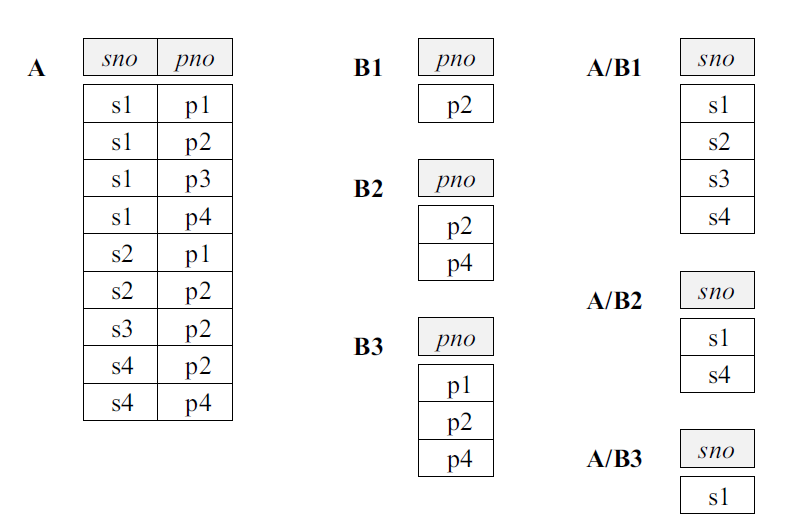 A
sno pno
s1 p1
s1 p2
s1 p3
s1 p4
s2 p1
s2 p2
s3 p2
s4 p2
s4 p4
B1
pno
p2
B2
pno
p2
p4
B3
pno
p1
p2
p4
A/B1
sno
s1
s2
s3
s4
A/B2
sno
s1
s4
A/B3
sno
s1